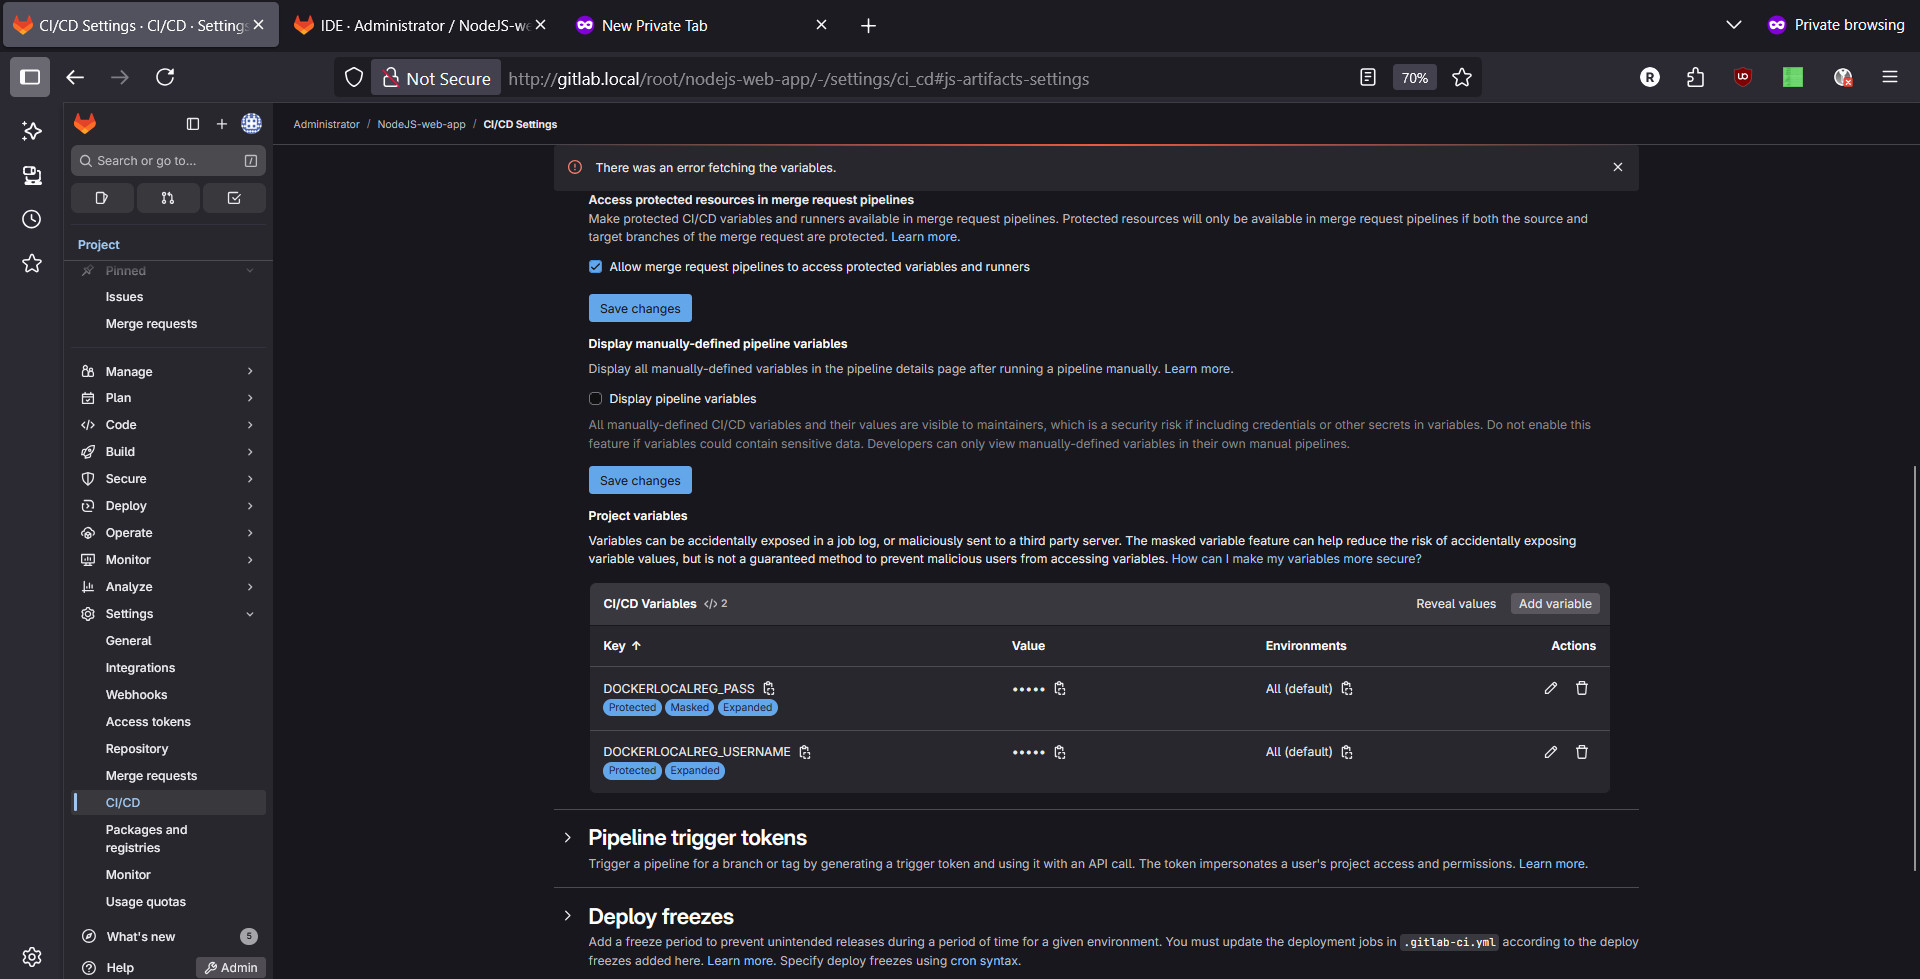 CI/CD Settings · CI/CD · Settings
IDE · Administrator / NodeJS-we
New Private Tab
Private browsing
Not Secure
http://gitlab.local/root/nodejs-web-app/-/settings/ci_cd#js-artifacts-settings
70%
Administrator / NodeJS-web-app / CI/CD Settings
Search or go to...
Project
Pinned
Issues
Merge requests
Manage
Plan
Code
Build
Secure
Deploy
Operate
Monitor
Analyze
Settings
General
Integrations
Webhooks
Access tokens
Repository
Merge requests
CI/CD
Packages and
registries
Monitor
Usage quotas
What's new 5
Help
Admin
There was an error fetching the variables.
Access protected resources in merge request pipelines
Make protected CI/CD variables and runners available in merge request pipelines. Protected resources will only be available in merge request pipelines if both the source and
target branches of the merge request are protected. Learn more.
Allow merge request pipelines to access protected variables and runners
Save changes
Display manually-defined pipeline variables
Display all manually-defined variables in the pipeline details page after running a pipeline manually. Learn more.
Display pipeline variables
All manually-defined CI/CD variables and their values are visible to maintainers, which is a security risk if including credentials or other secrets in variables. Do not enable this
feature if variables could contain sensitive data. Developers can only view manually-defined variables in their own manual pipelines.
Save changes
Project variables
Variables can be accidentally exposed in a job log, or maliciously sent to a third party server. The masked variable feature can help reduce the risk of accidentally exposing
variable values, but is not a guaranteed method to prevent malicious users from accessing variables. How can I make my variables more secure?
CI/CD Variables </> 2 Reveal values Add variable
Key ↑ Value Environments Actions
DOCKERLOCALREG_PASS ••••• All (default)
Protected Masked Expanded
DOCKERLOCALREG_USERNAME ••••• All (default)
Protected Expanded
Pipeline trigger tokens
Trigger a pipeline for a branch or tag by generating a trigger token and using it with an API call. The token impersonates a user's project access and permissions. Learn more.
Deploy freezes
Add a freeze period to prevent unintended releases during a period of time for a given environment. You must update the deployment jobs in .gitlab-ci.yml according to the deploy
freezes added here. Learn more. Specify deploy freezes using cron syntax.